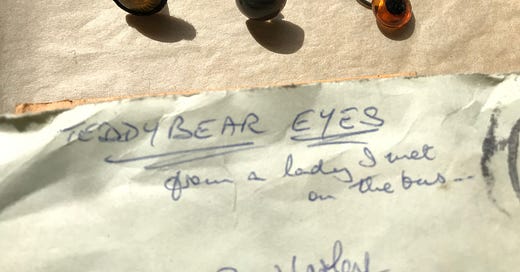 TEDDYBEAR EYES
from a lady I met
on the bus...